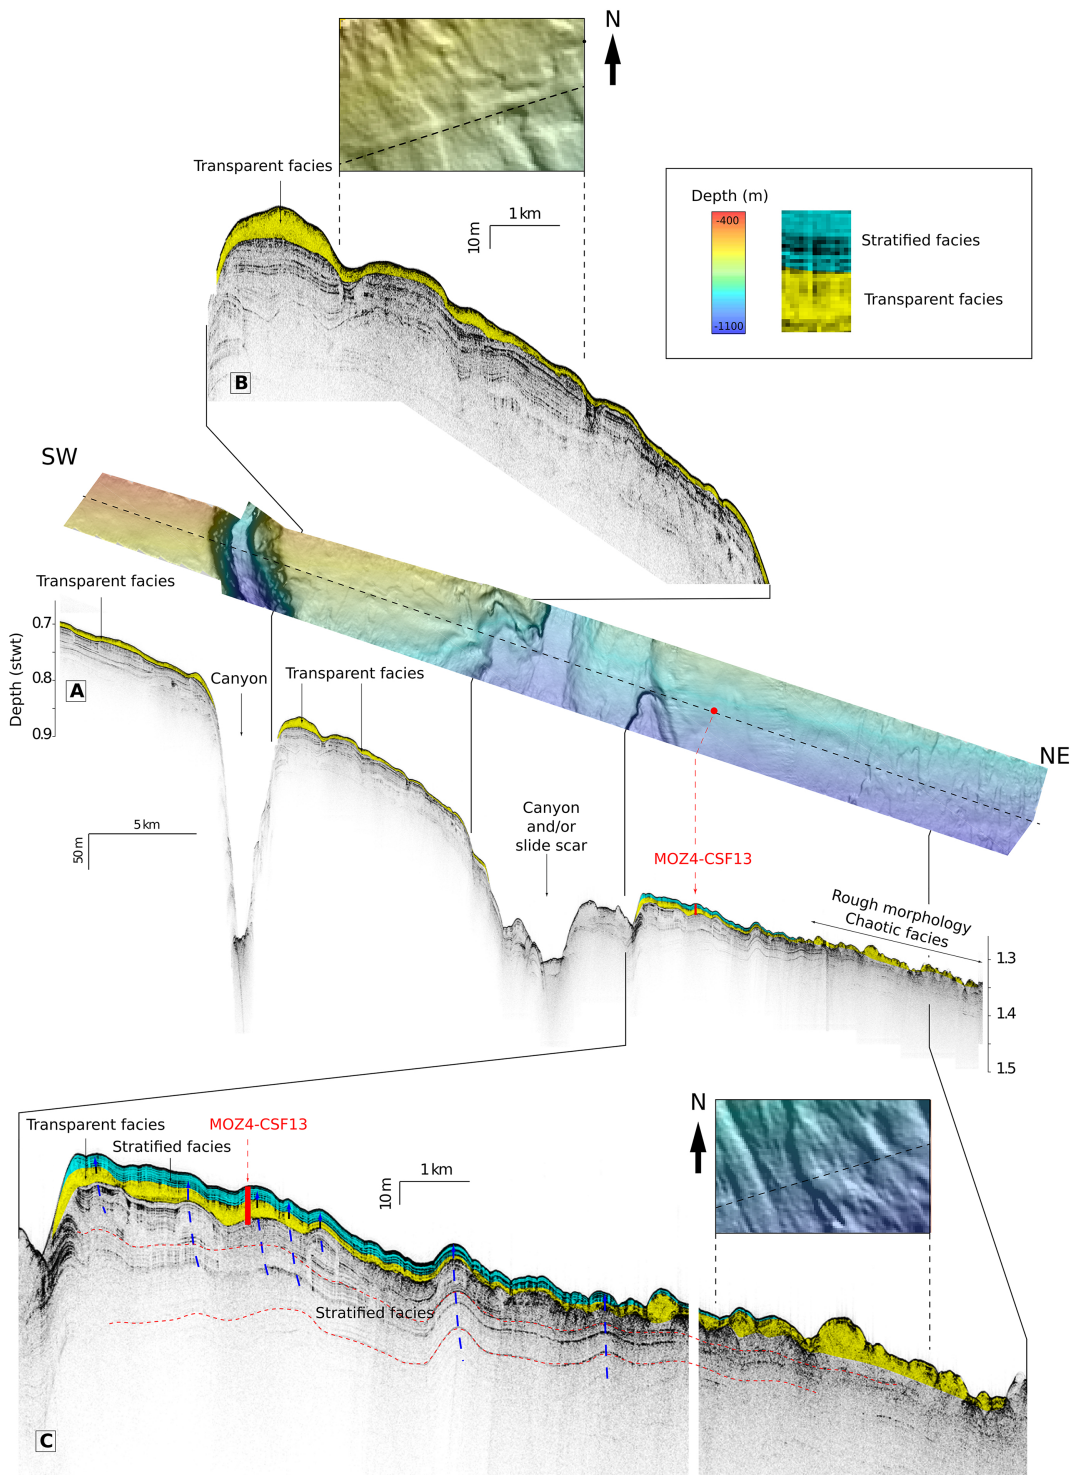 N
Transparent facies
1 km
10 m
Depth (m)
-400
-1100
Stratified facies
Transparent facies
B
SW
Transparent facies
0.7
0.8
0.9
Depth (stwt)
A
Canyon
Transparent facies
NE
5 km
50 m
Canyon
and/or
slide scar
MOZ4-CSF13
Rough morphology
Chaotic facies
1.3
1.4
1.5
N
Transparent facies
MOZ4-CSF13
Stratified facies
1 km
10 m
Stratified facies
C